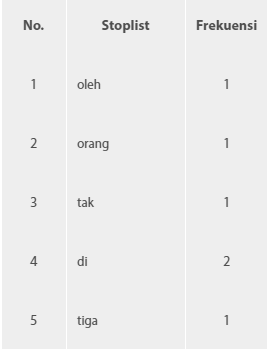 No. Stoplist Frekuensi
1 oleh 1
2 orang 1
3 tak 1
4 di 2
5 tiga 1